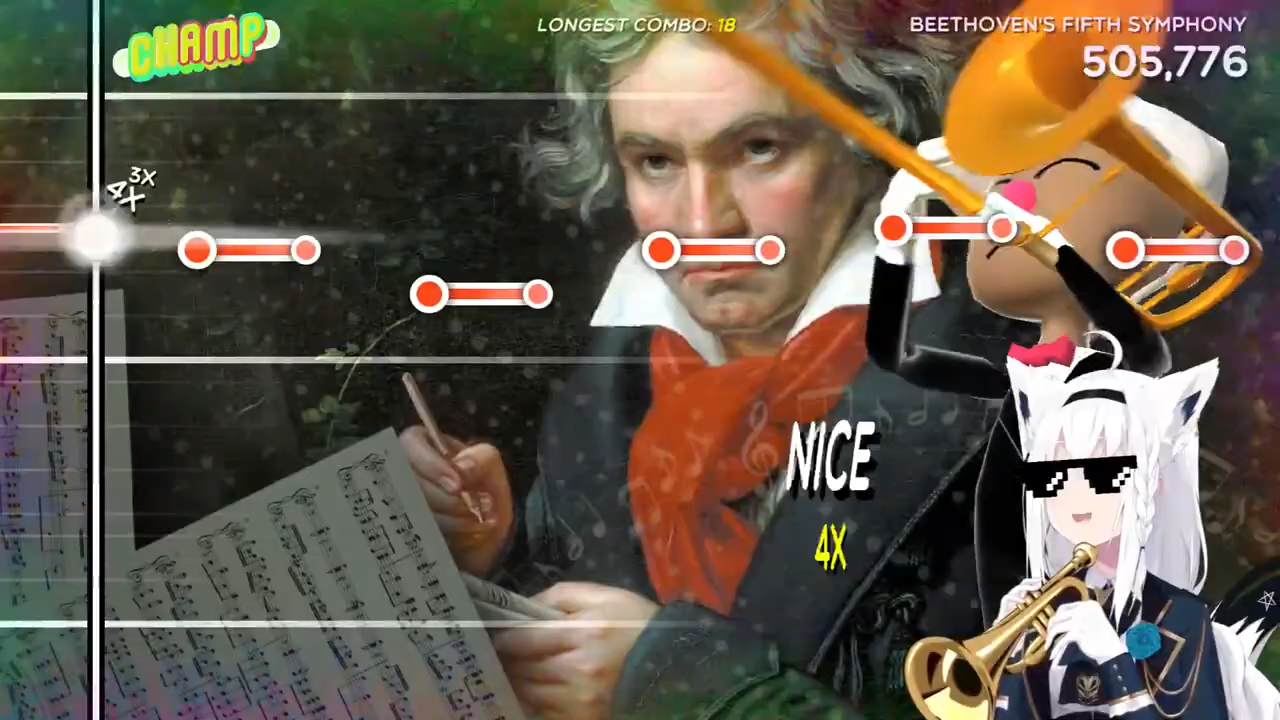 CHAMP
LONGEST COMBO: 18
BEETHOVEN'S FIFTH SYMPHONY
505,776
3X
4X
NICE
4X